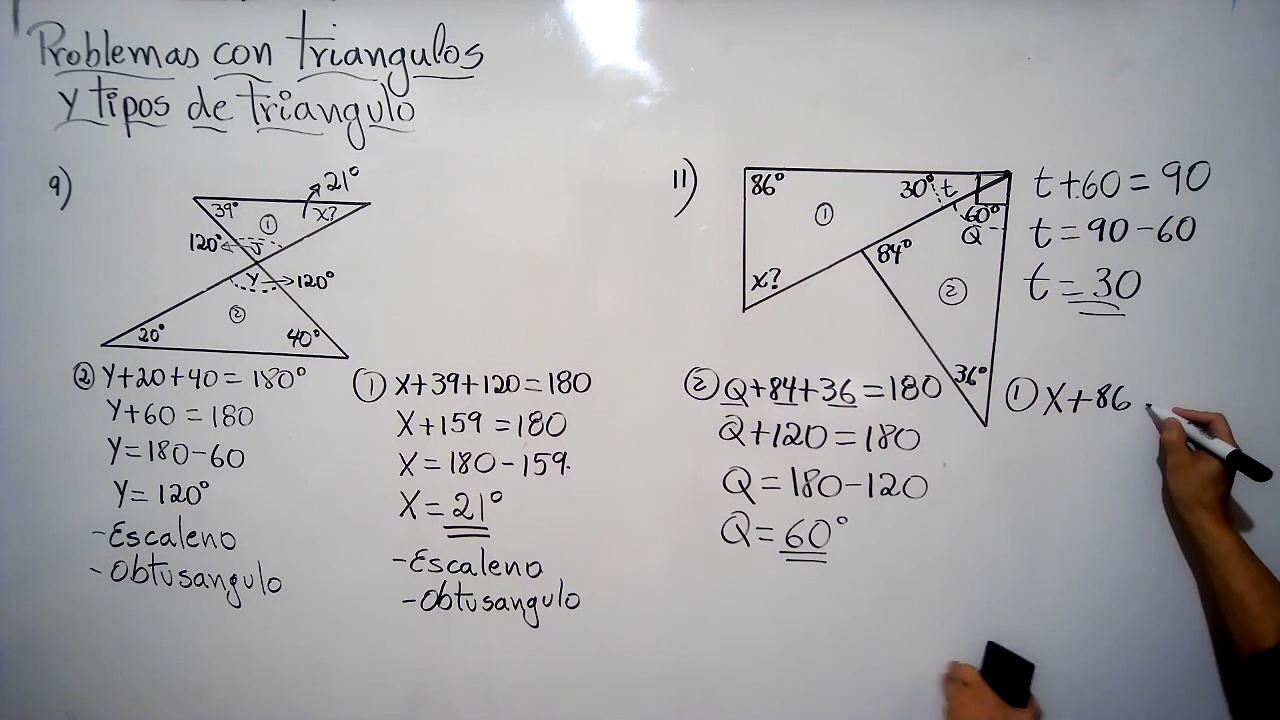 Problemas con triangulos
y tipos de triangulo
9)
21°
39°
x?
①
120°
J
Y
120°
②
20°
40°
② Y+20+40=180°
Y+60=180
Y=180-60
Y=120°
-Escaleno
-Obtusangulo
① X+39+120=180
X+159=180
X=180-159.
X=21°
-Escaleno
-Obtusangulo
11)
86°
30°
t
60°
①
Q
84°
x?
②
36°
t+60=90
t=90-60
t=30
② Q+84+36=180
Q+120=180
Q=180-120
Q=60°
① X+86